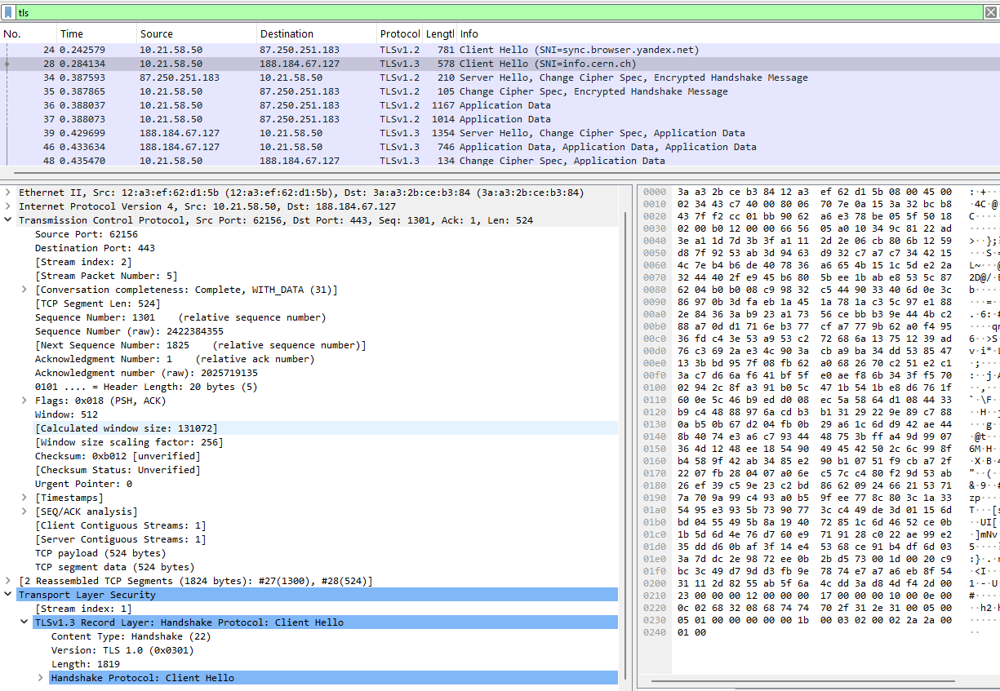 tls
No. Time Source Destination Protocol Lengtl Info
24 0.242579 10.21.58.50 87.250.251.183 TLSv1.2 781 Client Hello (SNI=sync.browser.yandex.net)
28 0.284134 10.21.58.50 188.184.67.127 TLSv1.3 578 Client Hello (SNI=info.cern.ch)
34 0.387593 87.250.251.183 10.21.58.50 TLSv1.2 210 Server Hello, Change Cipher Spec, Encrypted Handshake Message
35 0.387865 10.21.58.50 87.250.251.183 TLSv1.2 105 Change Cipher Spec, Encrypted Handshake Message
36 0.388037 10.21.58.50 87.250.251.183 TLSv1.2 1167 Application Data
37 0.388073 10.21.58.50 87.250.251.183 TLSv1.2 1014 Application Data
39 0.429699 188.184.67.127 10.21.58.50 TLSv1.3 1354 Server Hello, Change Cipher Spec, Application Data
46 0.433634 188.184.67.127 10.21.58.50 TLSv1.3 746 Application Data, Application Data, Application Data
48 0.435470 10.21.58.50 188.184.67.127 TLSv1.3 134 Change Cipher Spec, Application Data
Ethernet II, Src: 12:a3:ef:62:d1:5b (12:a3:ef:62:d1:5b), Dst: 3a:a3:2b:ce:b3:84 (3a:a3:2b:ce:b3:84)
Internet Protocol Version 4, Src: 10.21.58.50, Dst: 188.184.67.127
Transmission Control Protocol, Src Port: 62156, Dst Port: 443, Seq: 1301, Ack: 1, Len: 524
Source Port: 62156
Destination Port: 443
[Stream index: 2]
[Stream Packet Number: 5]
[Conversation completeness: Complete, WITH_DATA (31)]
[TCP Segment Len: 524]
Sequence Number: 1301 (relative sequence number)
Sequence Number (raw): 2422384355
[Next Sequence Number: 1825 (relative sequence number)]
Acknowledgment Number: 1 (relative ack number)
Acknowledgment number (raw): 2025719135
0101 .... = Header Length: 20 bytes (5)
Flags: 0x018 (PSH, ACK)
Window: 512
[Calculated window size: 131072]
[Window size scaling factor: 256]
Checksum: 0xb012 [unverified]
[Checksum Status: Unverified]
Urgent Pointer: 0
[Timestamps]
[SEQ/ACK analysis]
[Client Contiguous Streams: 1]
[Server Contiguous Streams: 1]
TCP payload (524 bytes)
TCP segment data (524 bytes)
[2 Reassembled TCP Segments (1824 bytes): #27(1300), #28(524)]
Transport Layer Security
[Stream index: 1]
TLSv1.3 Record Layer: Handshake Protocol: Client Hello
Content Type: Handshake (22)
Version: TLS 1.0 (0x0301)
Length: 1819
Handshake Protocol: Client Hello
0000 3a a3 2b ce b3 84 12 a3 ef 62 d1 5b 08 00 45 00
0010 02 34 43 c7 40 00 80 06 70 7e 0a 15 3a 32 bc b8
0020 43 7f f2 cc 01 bb 90 62 a6 e3 78 be 05 5f 50 18
0030 02 00 b0 12 00 00 66 56 05 a0 10 34 9c 81 22 ad
0040 3e a1 1d 7d 3b 3f a1 11 2d 2e 06 cb 80 6b 12 59
0050 d8 7f 92 53 ab 3d 94 63 d9 32 c7 a7 c7 34 42 15
0060 4c 7e b4 b6 de 40 78 36 a6 65 4b 15 1c 5d e2 2a
0070 32 44 40 2f e9 45 b6 80 5b ee 1b ab e8 53 5c 87
0080 62 04 b0 b0 08 c9 98 32 c5 44 90 33 40 6d 0e 3c
0090 86 97 0b 3d fa eb 1a 45 1a 78 1a c3 5c 97 e1 88
00a0 2e 84 36 3a b9 23 a1 73 56 ce bb b3 9e 44 4b c2
00b0 88 a7 0d d1 71 6e b3 77 cf a7 77 9b 62 a0 f4 95
00c0 36 fd c4 3e 53 a9 53 c2 72 68 6a 13 75 12 39 ad
00d0 76 c3 69 2a e3 4c 90 3a cb a9 ba 34 dd 53 85 47
00e0 13 3b bd 95 7f 08 fb 62 a0 68 26 70 c2 51 e2 c1
00f0 3a c7 d6 6a f6 41 bf 5f e0 ae f8 6b 34 3f f5 70
0100 02 94 2c 8f a3 91 b0 5c 47 1b 54 1b e8 d6 76 1f
0110 60 0e 5c 46 b9 ed d0 08 ec 5a 58 64 d1 08 44 33
0120 b9 c4 48 88 97 6a cd b3 b1 31 29 22 9e 89 c7 88
0130 0a b5 0b 67 d2 04 fb 0b 29 a6 1c 6d d9 42 ae 44
0140 8b 40 74 e3 a6 c7 93 44 48 75 3b ff a4 9d 99 07
0150 36 4d 12 48 ee 18 54 90 49 45 42 50 2c 6c 99 8f
0160 b4 58 9f 42 ab 34 85 e2 90 b1 07 51 f9 cb a7 2f
0170 22 07 fb 28 04 07 a0 6e c5 7c c4 80 f2 9d 53 ab
0180 26 ef 39 c5 9e 23 c2 bd 86 62 09 24 66 21 53 71
0190 7a 70 9a 99 c4 93 a0 b5 9f ee 77 8c 80 3c 1a 33
01a0 54 95 e3 93 5b 73 90 77 3c c4 49 de 3d 01 15 6d
01b0 bd 04 55 49 5b 8a 19 40 72 85 1c 6d 46 52 ce 0b
01c0 1b 5d 6d 4e 76 d7 60 e9 71 91 28 c0 22 ae 99 e2
01d0 35 dd d6 0b af 3f 14 e4 53 68 ce 91 b4 df 6d 03
01e0 3a 7d dc 2e 98 72 ee 0b 2b d5 73 00 1d 00 20 c9
01f0 bc 3c 49 d7 9d d3 fb 9e 78 74 e7 a7 a6 eb 8f 54
0200 31 11 2d 82 55 ab 5f 6a 4c dd 3a d8 4d f2 2d 00
0210 23 00 00 00 12 00 00 00 17 00 00 00 10 00 0e 00
0220 0c 02 68 32 08 68 74 74 70 2f 31 2e 31 00 05 00
0230 05 01 00 00 00 00 00 1b 00 03 02 00 02 2a 2a 00
0240 01 00